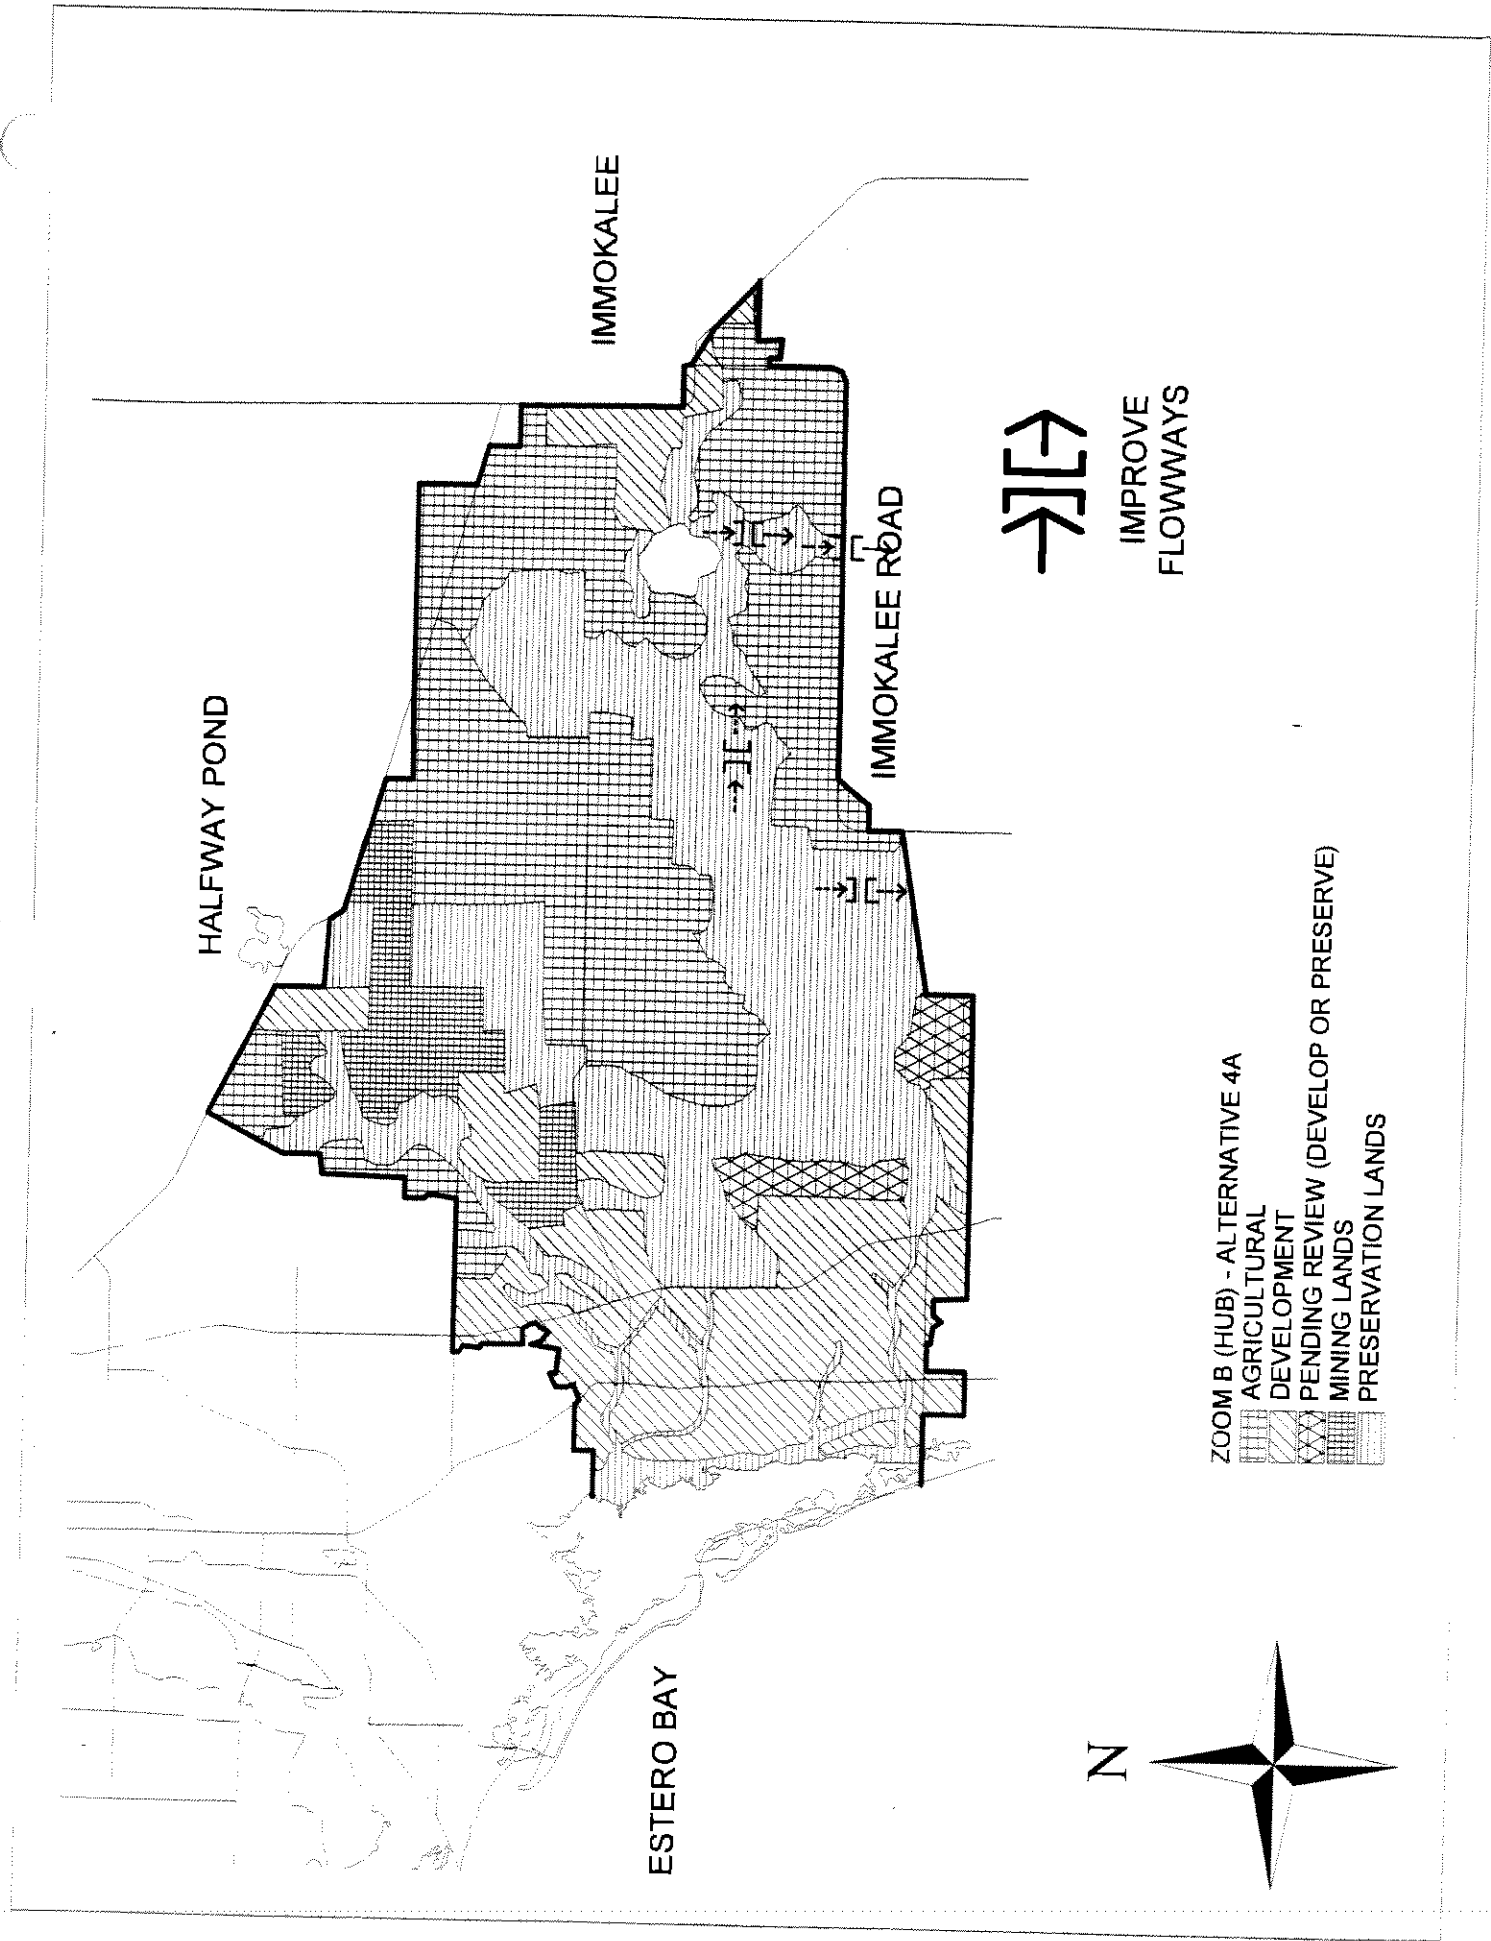 HALFWAY POND
IMMOKALEE
IMMOKALEE ROAD
ESTERO BAY
IMPROVE
FLOWWAYS
N
ZOOM B (HUB) - ALTERNATIVE 4A
AGRICULTURAL
DEVELOPMENT
PENDING REVIEW (DEVELOP OR PRESERVE)
MINING LANDS
PRESERVATION LANDS